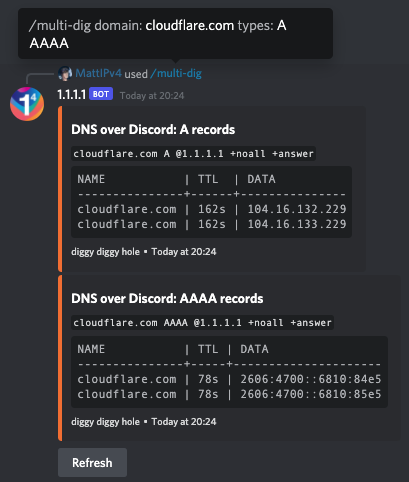 /multi-dig domain: cloudflare.com types: A
AAAA
MattIPv4 used /multi-dig
1.1.1.1 BOT Today at 20:24
DNS over Discord: A records
cloudflare.com A @1.1.1.1 +noall +answer
NAME | TTL | DATA
---------------+------+---------------
cloudflare.com | 162s | 104.16.132.229
cloudflare.com | 162s | 104.16.133.229
diggy diggy hole • Today at 20:24
DNS over Discord: AAAA records
cloudflare.com AAAA @1.1.1.1 +noall +answer
NAME | TTL | DATA
---------------+-----+---------------------
cloudflare.com | 78s | 2606:4700::6810:84e5
cloudflare.com | 78s | 2606:4700::6810:85e5
diggy diggy hole • Today at 20:24
Refresh